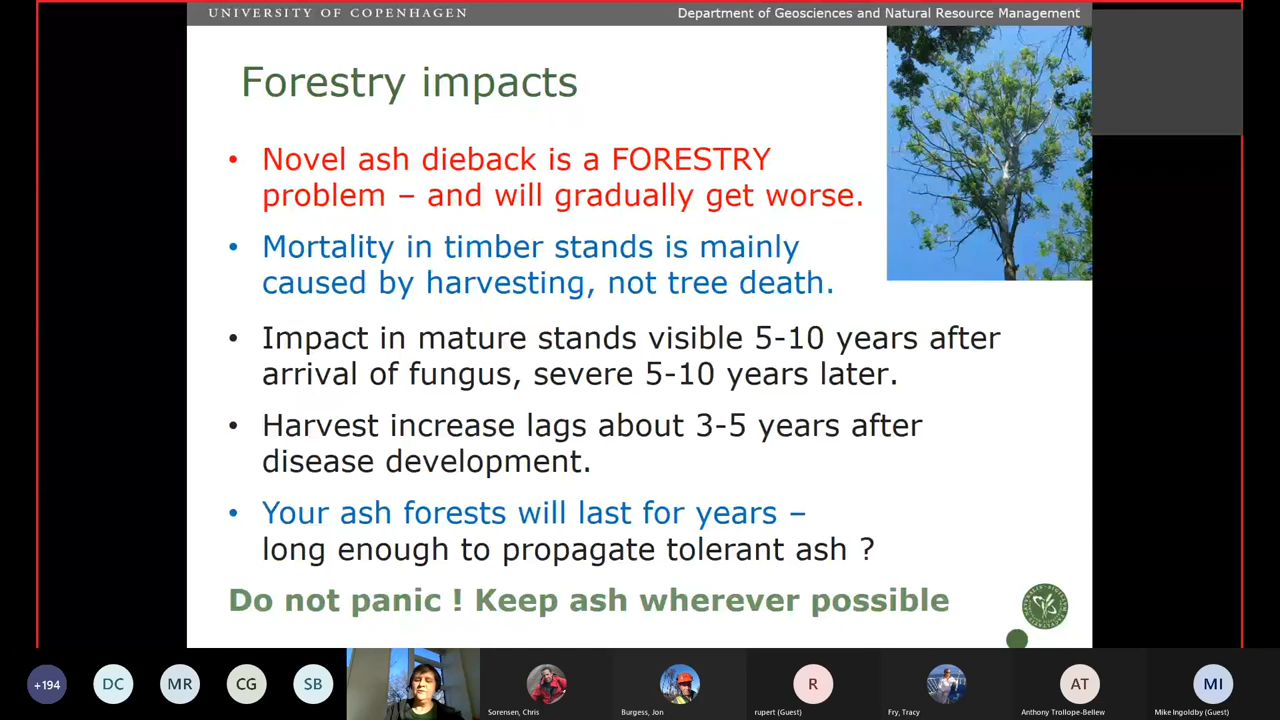 UNIVERSITY OF COPENHAGEN
Department of Geosciences and Natural Resource Management
Forestry impacts
• Novel ash dieback is a FORESTRY
problem – and will gradually get worse.
• Mortality in timber stands is mainly
caused by harvesting, not tree death.
• Impact in mature stands visible 5-10 years after
arrival of fungus, severe 5-10 years later.
• Harvest increase lags about 3-5 years after
disease development.
• Your ash forests will last for years –
long enough to propagate tolerant ash ?
Do not panic ! Keep ash wherever possible
+194
DC
MR
CG
SB
Sorensen, Chris
Burgess, Jon
R
rupert (Guest)
Fry, Tracy
AT
Anthony Trollope-Bellew
MI
Mike Ingoldby (Guest)